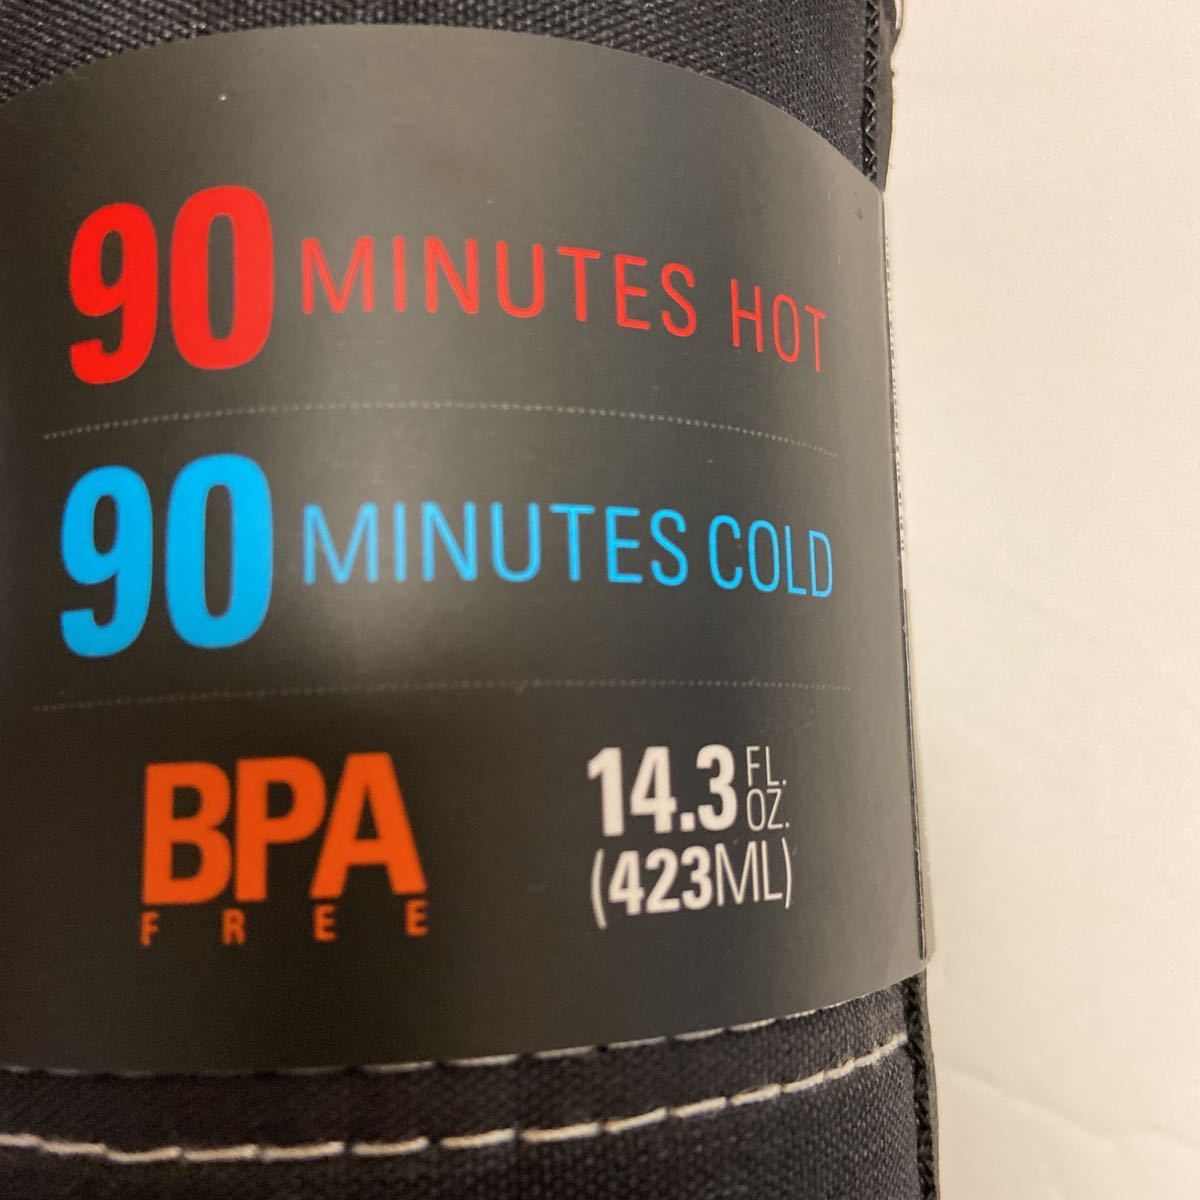 90 MINUTES HOT
90 MINUTES COLD
BPA
FREE
14.3 FL. OZ.
(423ML)